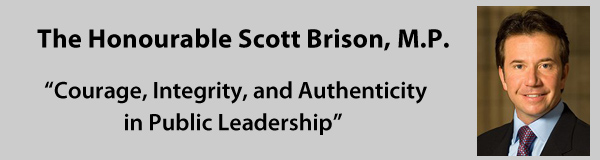 The Honourable Scott Brison, M.P.
“Courage, Integrity, and Authenticity
in Public Leadership”